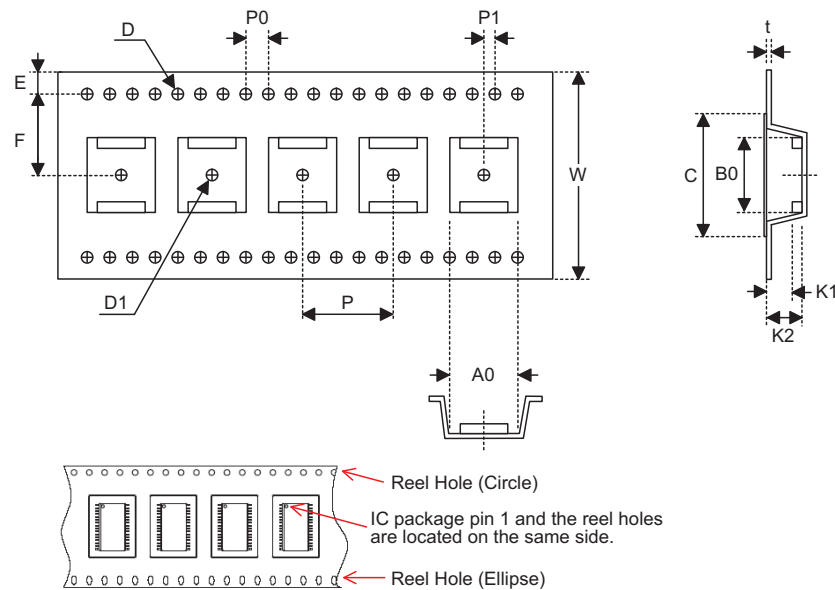 D
P0
P1
t
E
F
W
C
B0
D1
P
K1
K2
A0
Reel Hole (Circle)
IC package pin 1 and the reel holes
are located on the same side.
Reel Hole (Ellipse)